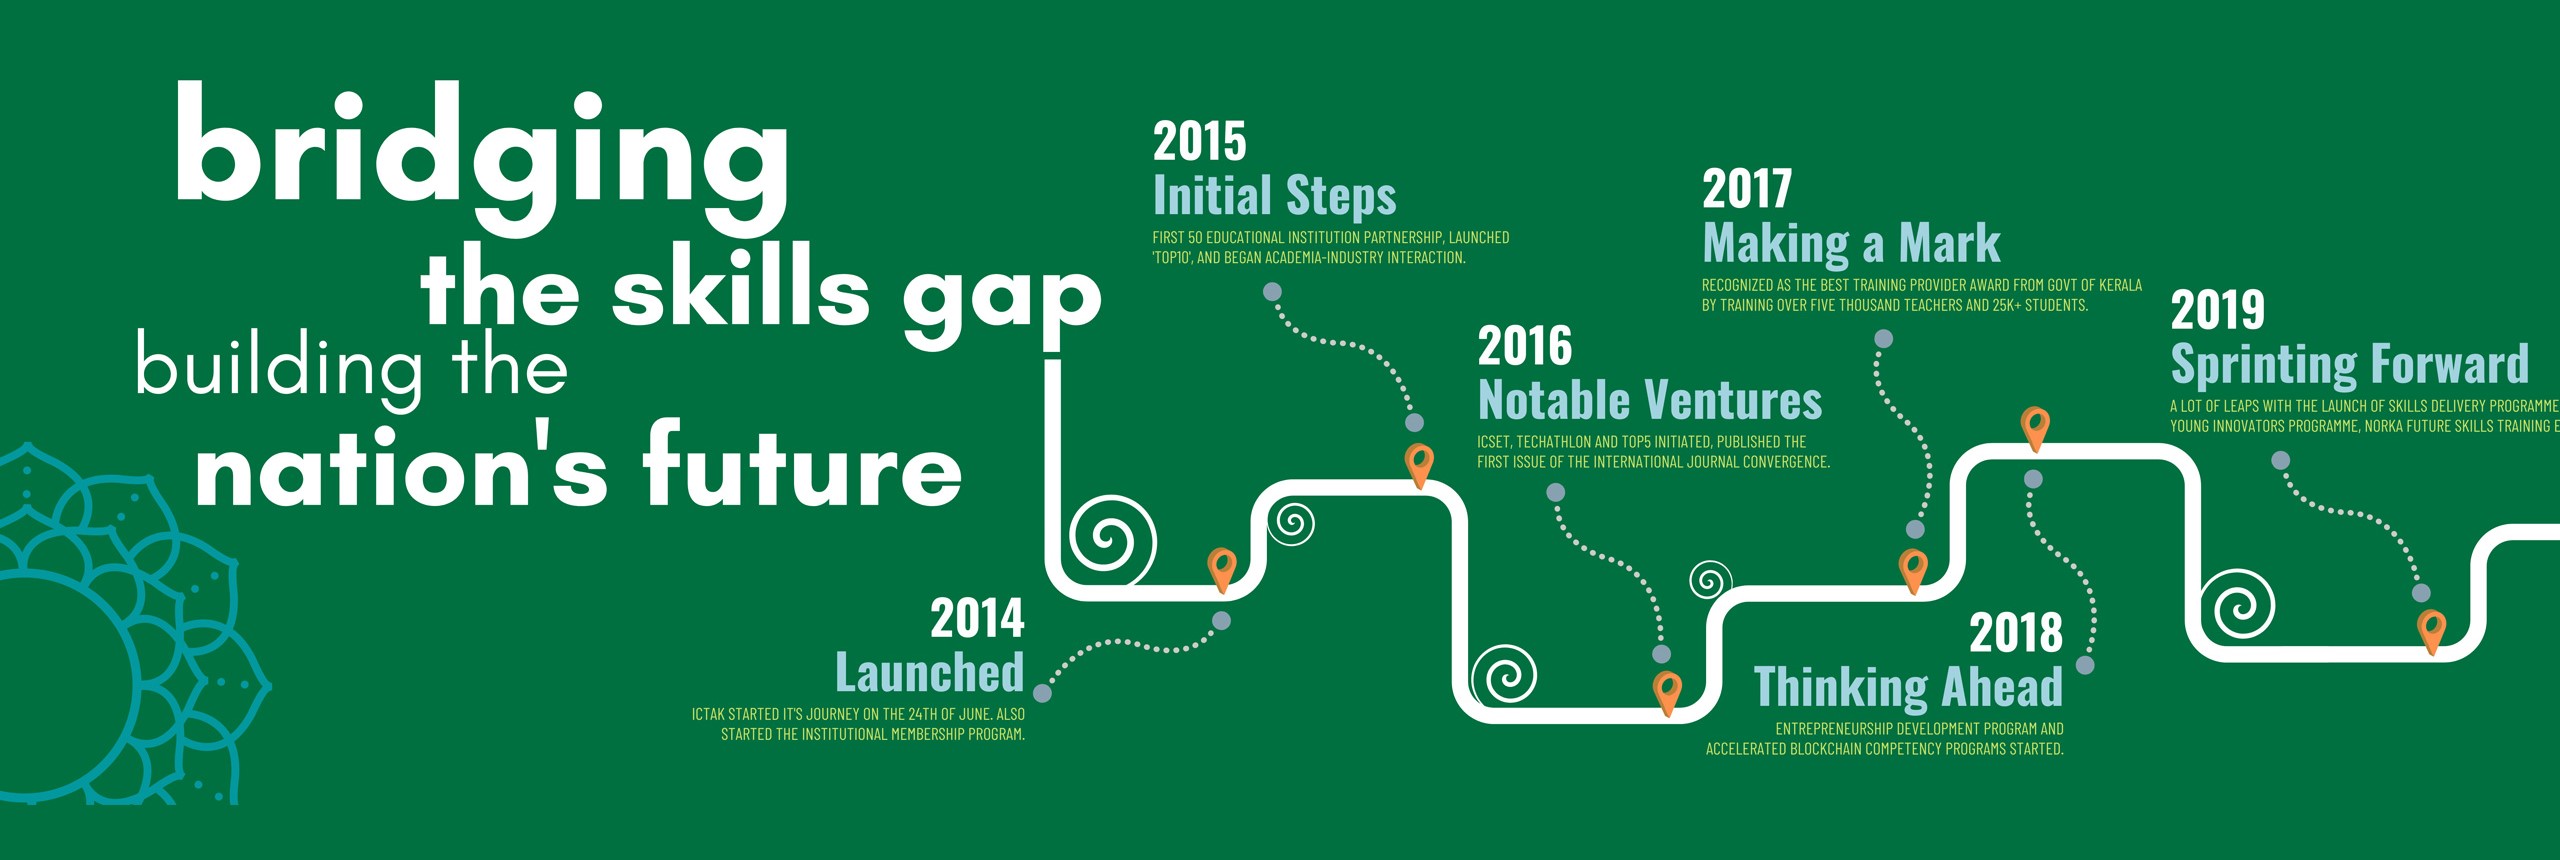 bridging
the skills gap
building the
nation's future
2014
Launched
ICTAK STARTED IT'S JOURNEY ON THE 24TH OF JUNE. ALSO
STARTED THE INSTITUTIONAL MEMBERSHIP PROGRAM.
2015
Initial Steps
FIRST 50 EDUCATIONAL INSTITUTION PARTNERSHIP, LAUNCHED
'TOP10', AND BEGAN ACADEMIA-INDUSTRY INTERACTION.
2016
Notable Ventures
ICSET, TECHATHLON AND TOP5 INITIATED, PUBLISHED THE
FIRST ISSUE OF THE INTERNATIONAL JOURNAL CONVERGENCE.
2017
Making a Mark
RECOGNIZED AS THE BEST TRAINING PROVIDER AWARD FROM GOVT OF KERALA
BY TRAINING OVER FIVE THOUSAND TEACHERS AND 25K+ STUDENTS.
2018
Thinking Ahead
ENTREPRENEURSHIP DEVELOPMENT PROGRAM AND
ACCELERATED BLOCKCHAIN COMPETENCY PROGRAMS STARTED.
2019
Sprinting Forward
A LOT OF LEAPS WITH THE LAUNCH OF SKILLS DELIVERY PROGRAMME
YOUNG INNOVATORS PROGRAMME, NORKA FUTURE SKILLS TRAINING